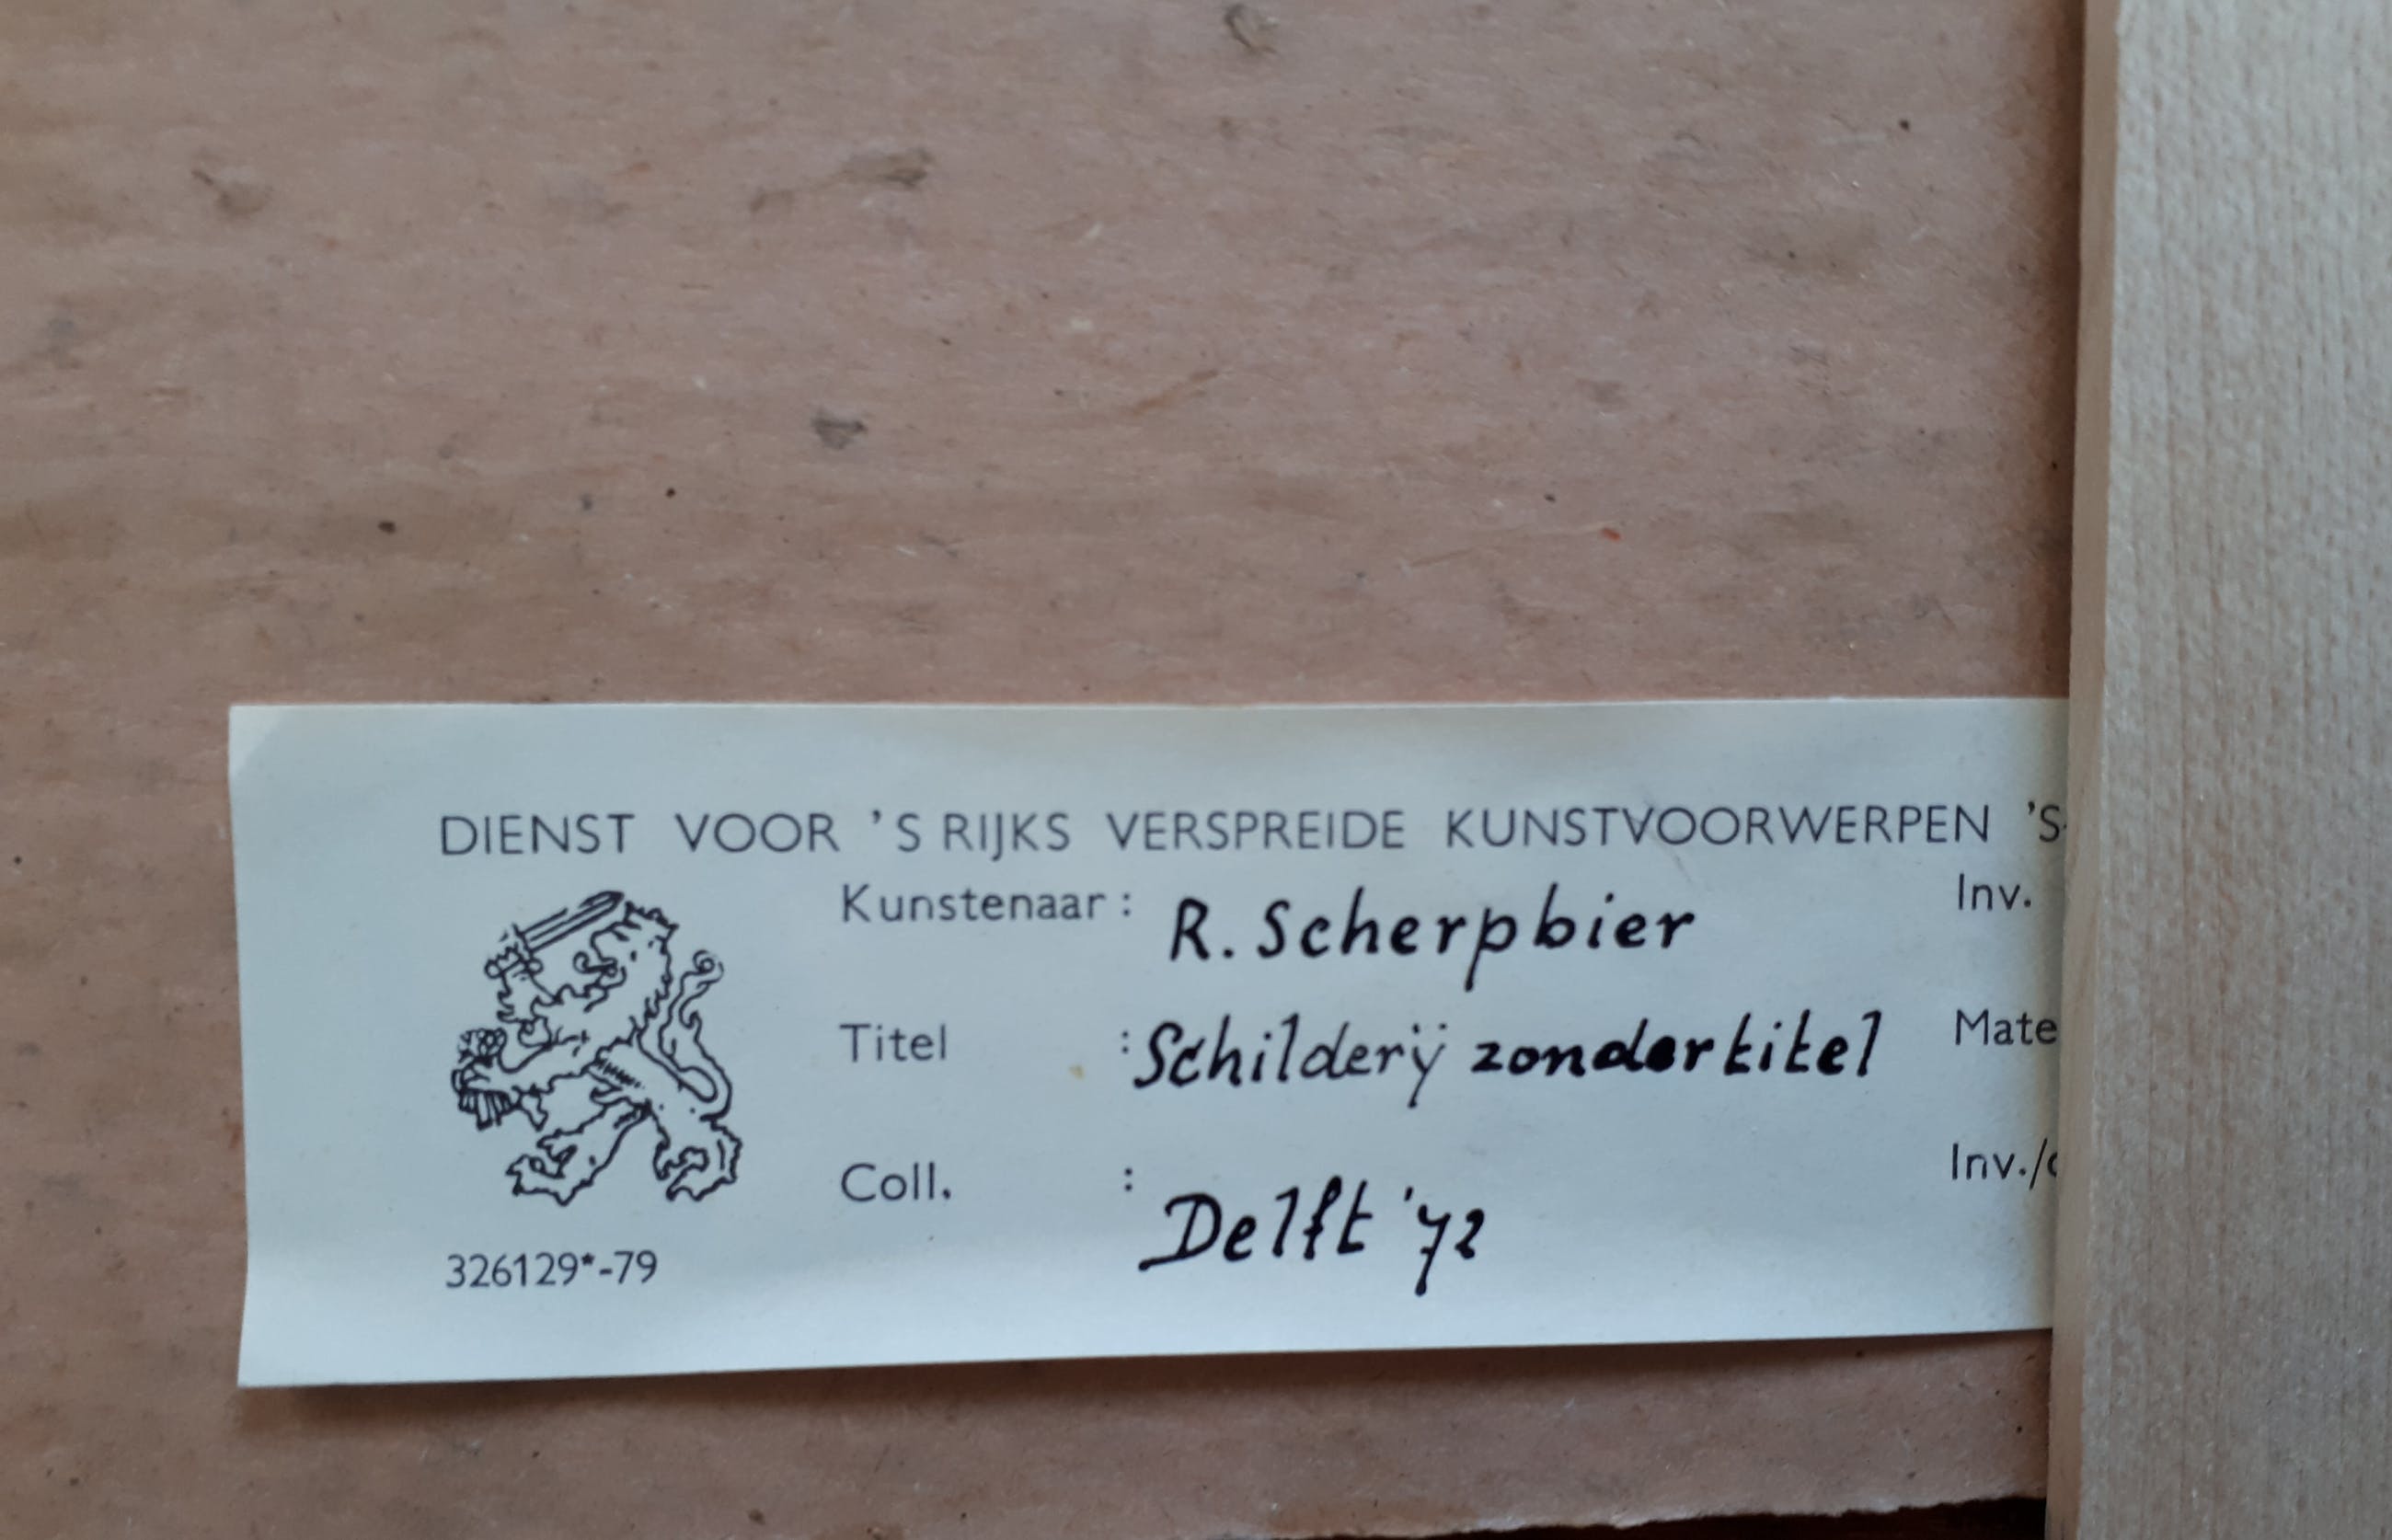 DIENST VOOR 'S RIJKS VERSPREIDE KUNSTVOORWERPEN 'S-
Kunstenaar: R. Scherpbier Inv.
Titel : Schilderij zonder titel Mate
Coll. : Delft '72 Inv./
326129*-79